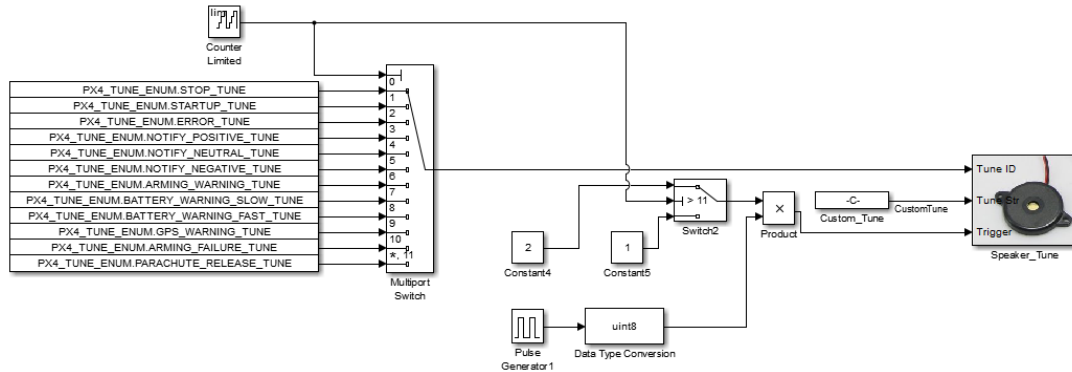 lim
Counter
Limited
PX4_TUNE_ENUM.STOP_TUNE
PX4_TUNE_ENUM.STARTUP_TUNE
PX4_TUNE_ENUM.ERROR_TUNE
PX4_TUNE_ENUM.NOTIFY_POSITIVE_TUNE
PX4_TUNE_ENUM.NOTIFY_NEUTRAL_TUNE
PX4_TUNE_ENUM.NOTIFY_NEGATIVE_TUNE
PX4_TUNE_ENUM.ARMING_WARNING_TUNE
PX4_TUNE_ENUM.BATTERY_WARNING_SLOW_TUNE
PX4_TUNE_ENUM.BATTERY_WARNING_FAST_TUNE
PX4_TUNE_ENUM.GPS_WARNING_TUNE
PX4_TUNE_ENUM.ARMING_FAILURE_TUNE
PX4_TUNE_ENUM.PARACHUTE_RELEASE_TUNE
0
1
2
3
4
5
6
7
8
9
10
*, 11
Multiport
Switch
2
Constant4
1
Constant5
> 11
Switch2
×
Product
-C-
Custom_Tune
CustomTune
Tune ID
Tune Str
Trigger
Speaker_Tune
Pulse
Generator1
uint8
Data Type Conversion